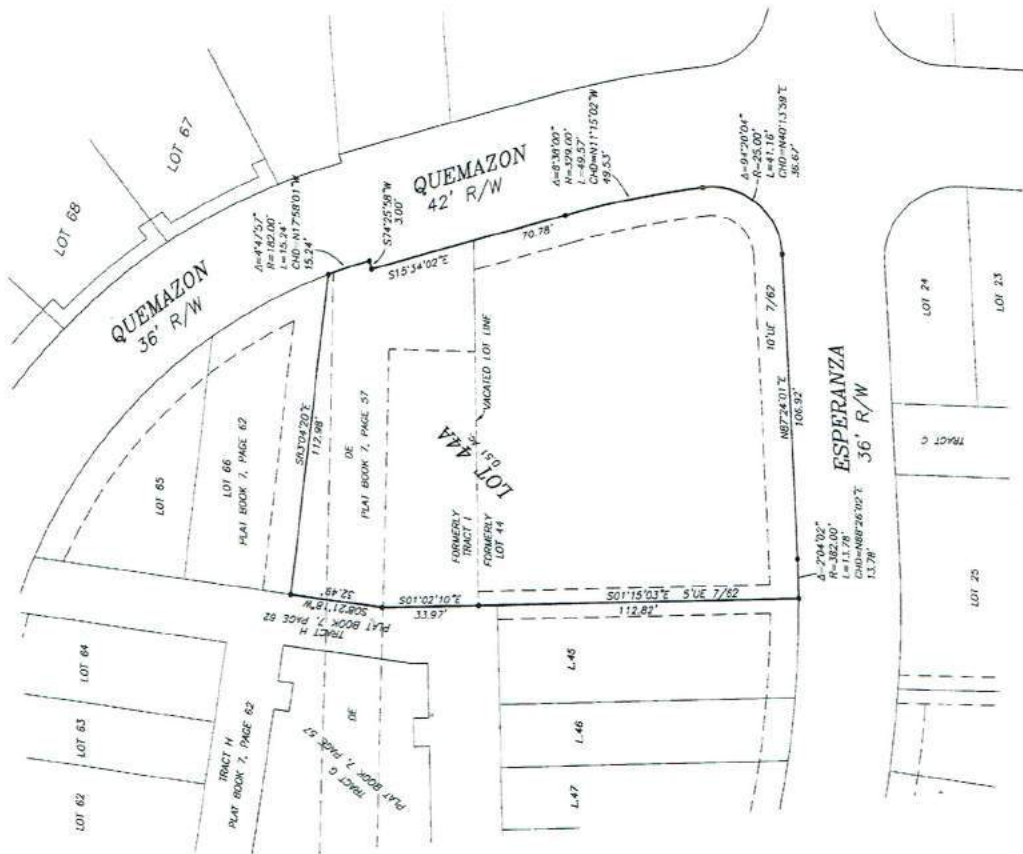 LOT 67
LOT 68
QUEMAZON
42' R/W
QUEMAZON
36' R/W
Δ=4°47'57"
R=182.00'
L=15.24'
CHD=N17°58'01"W
15.24'
S74°25'58"W
3.00'
Δ=8°38'00"
R=329.00'
L=49.57'
CHD=N11°15'02"W
49.53'
Δ=94°20'04"
R=25.00'
L=41.16'
CHD=N40°13'59"E
36.67'
S15°34'02"E
70.78'
S83°04'20"E
112.98'
LOT 65
LOT 66
PLAT BOOK 7, PAGE 62
DE
PLAT BOOK 7, PAGE 57
VACATED LOT LINE
LOT 44A
0.51 AC
FORMERLY
TRACT I
FORMERLY
LOT 44
10'UE 7/62
N87°24'01"E
106.92'
ESPERANZA
36' R/W
LOT 24
LOT 23
TRACT C
LOT 25
Δ=2°04'02"
R=382.00'
L=13.78'
CHD=N88°26'02"E
13.78'
S01°15'03"E 5'UE 7/62
112.82'
S01°02'10"E
33.97'
S08°21'18"W
32.49'
TRACT H
PLAT BOOK 7, PAGE 62
LOT 64
LOT 63
LOT 62
TRACT H
PLAT BOOK 7, PAGE 62
DE
TRACT G
PLAT BOOK 7, PAGE 57
L.45
L.46
L.47